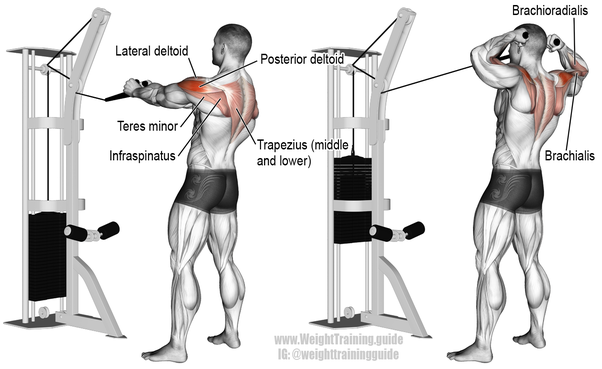 Lateral deltoid
Posterior deltoid
Teres minor
Infraspinatus
Trapezius (middle
and lower)
Brachioradialis
Brachialis
www.WeightTraining.guide
IG: @weighttrainingguide